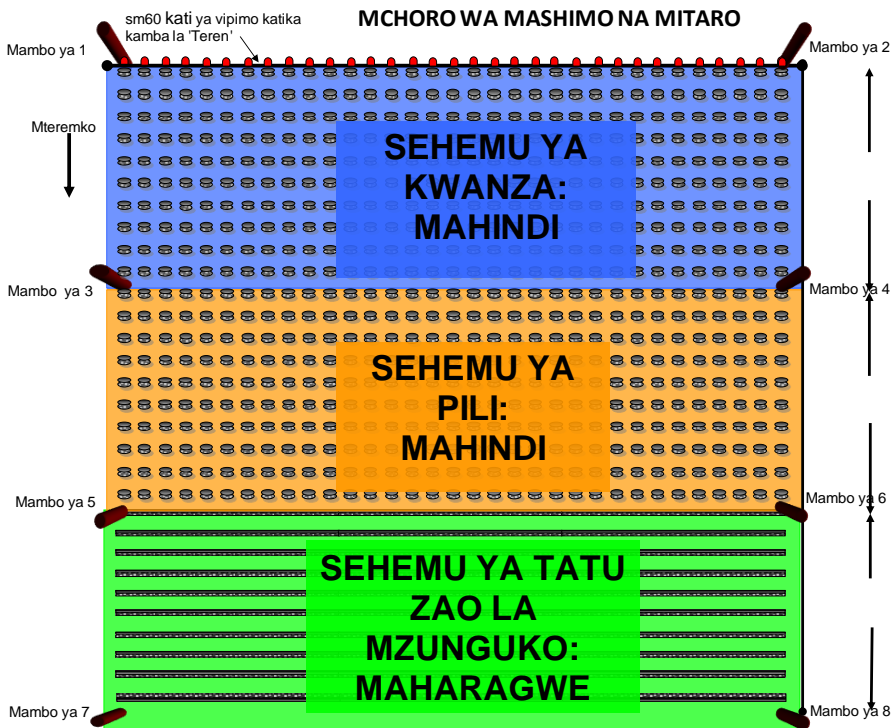 sm60 kati ya vipimo katika
kamba la 'Teren'
MCHORO WA MASHIMO NA MITARO
Mambo ya 1
Mambo ya 2
Mteremko
SEHEMU YA
KWANZA:
MAHINDI
Mambo ya 3
Mambo ya 4
SEHEMU YA
PILI:
MAHINDI
Mambo ya 5
Mambo ya 6
SEHEMU YA TATU
ZAO LA
MZUNGUKO:
MAHARAGWE
Mambo ya 7
Mambo ya 8